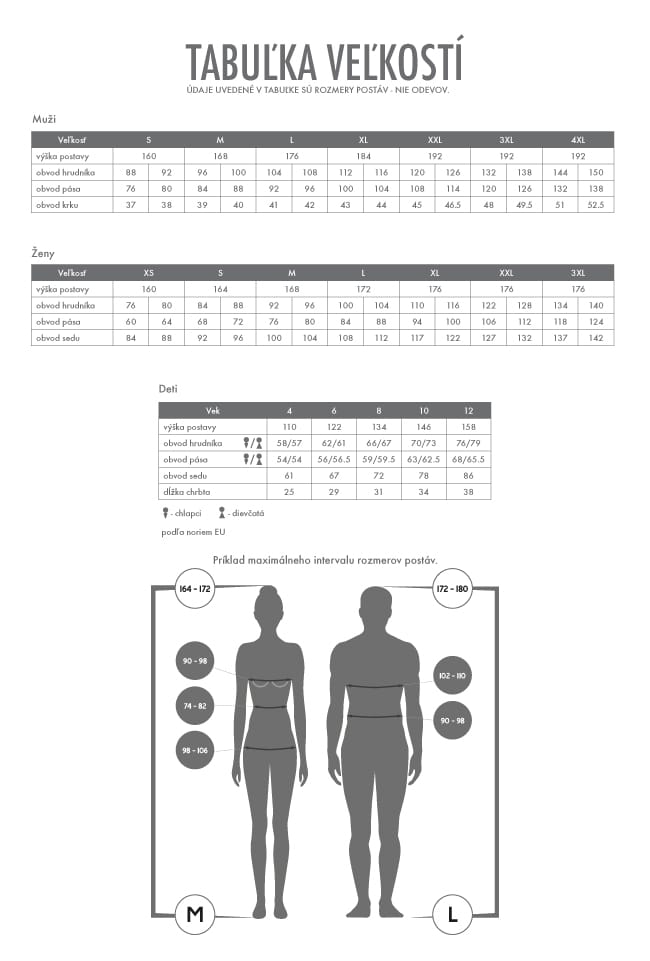 TABUĽKA VEĽKOSTÍ
ÚDAJE UVEDENÉ V TABUĽKE SÚ ROZMERY POSTÁV - NIE ODEVOV.
Muži
Veľkosť S M L XL XXL 3XL 4XL
výška postavy 160 168 176 184 192 192 192
obvod hrudníka 88 92 96 100 104 108 112 116 120 126 132 138 144 150
obvod pása 76 80 84 88 92 96 100 104 108 114 120 126 132 138
obvod krku 37 38 39 40 41 42 43 44 45 46.5 48 49.5 51 52.5
Ženy
Veľkosť XS S M L XL XXL 3XL
výška postavy 160 164 168 172 176 176 176
obvod hrudníka 76 80 84 88 92 96 100 104 110 116 122 128 134 140
obvod pása 60 64 68 72 76 80 84 88 94 100 106 112 118 124
obvod sedu 84 88 92 96 100 104 108 112 117 122 127 132 137 142
Deti
Vek 4 6 8 10 12
výška postavy 110 122 134 146 158
obvod hrudníka / 58/57 62/61 66/67 70/73 76/79
obvod pása / 54/54 56/56.5 59/59.5 63/62.5 68/65.5
obvod sedu 61 67 72 78 86
dĺžka chrbta 25 29 31 34 38
- chlapci - dievčatá
podľa noriem EU
Príklad maximálneho intervalu rozmerov postáv.
164 - 172 172 - 180
90 - 98
102 - 110
74 - 82
90 - 98
98 - 106
M L